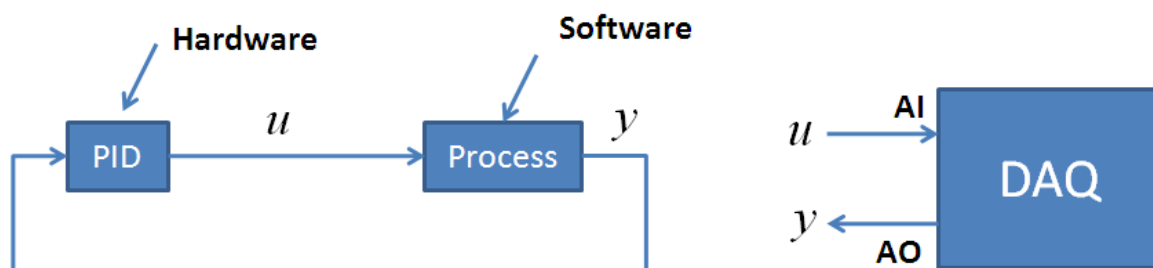 Hardware
Software
PID
u
Process
y
u
AI
DAQ
y
AO